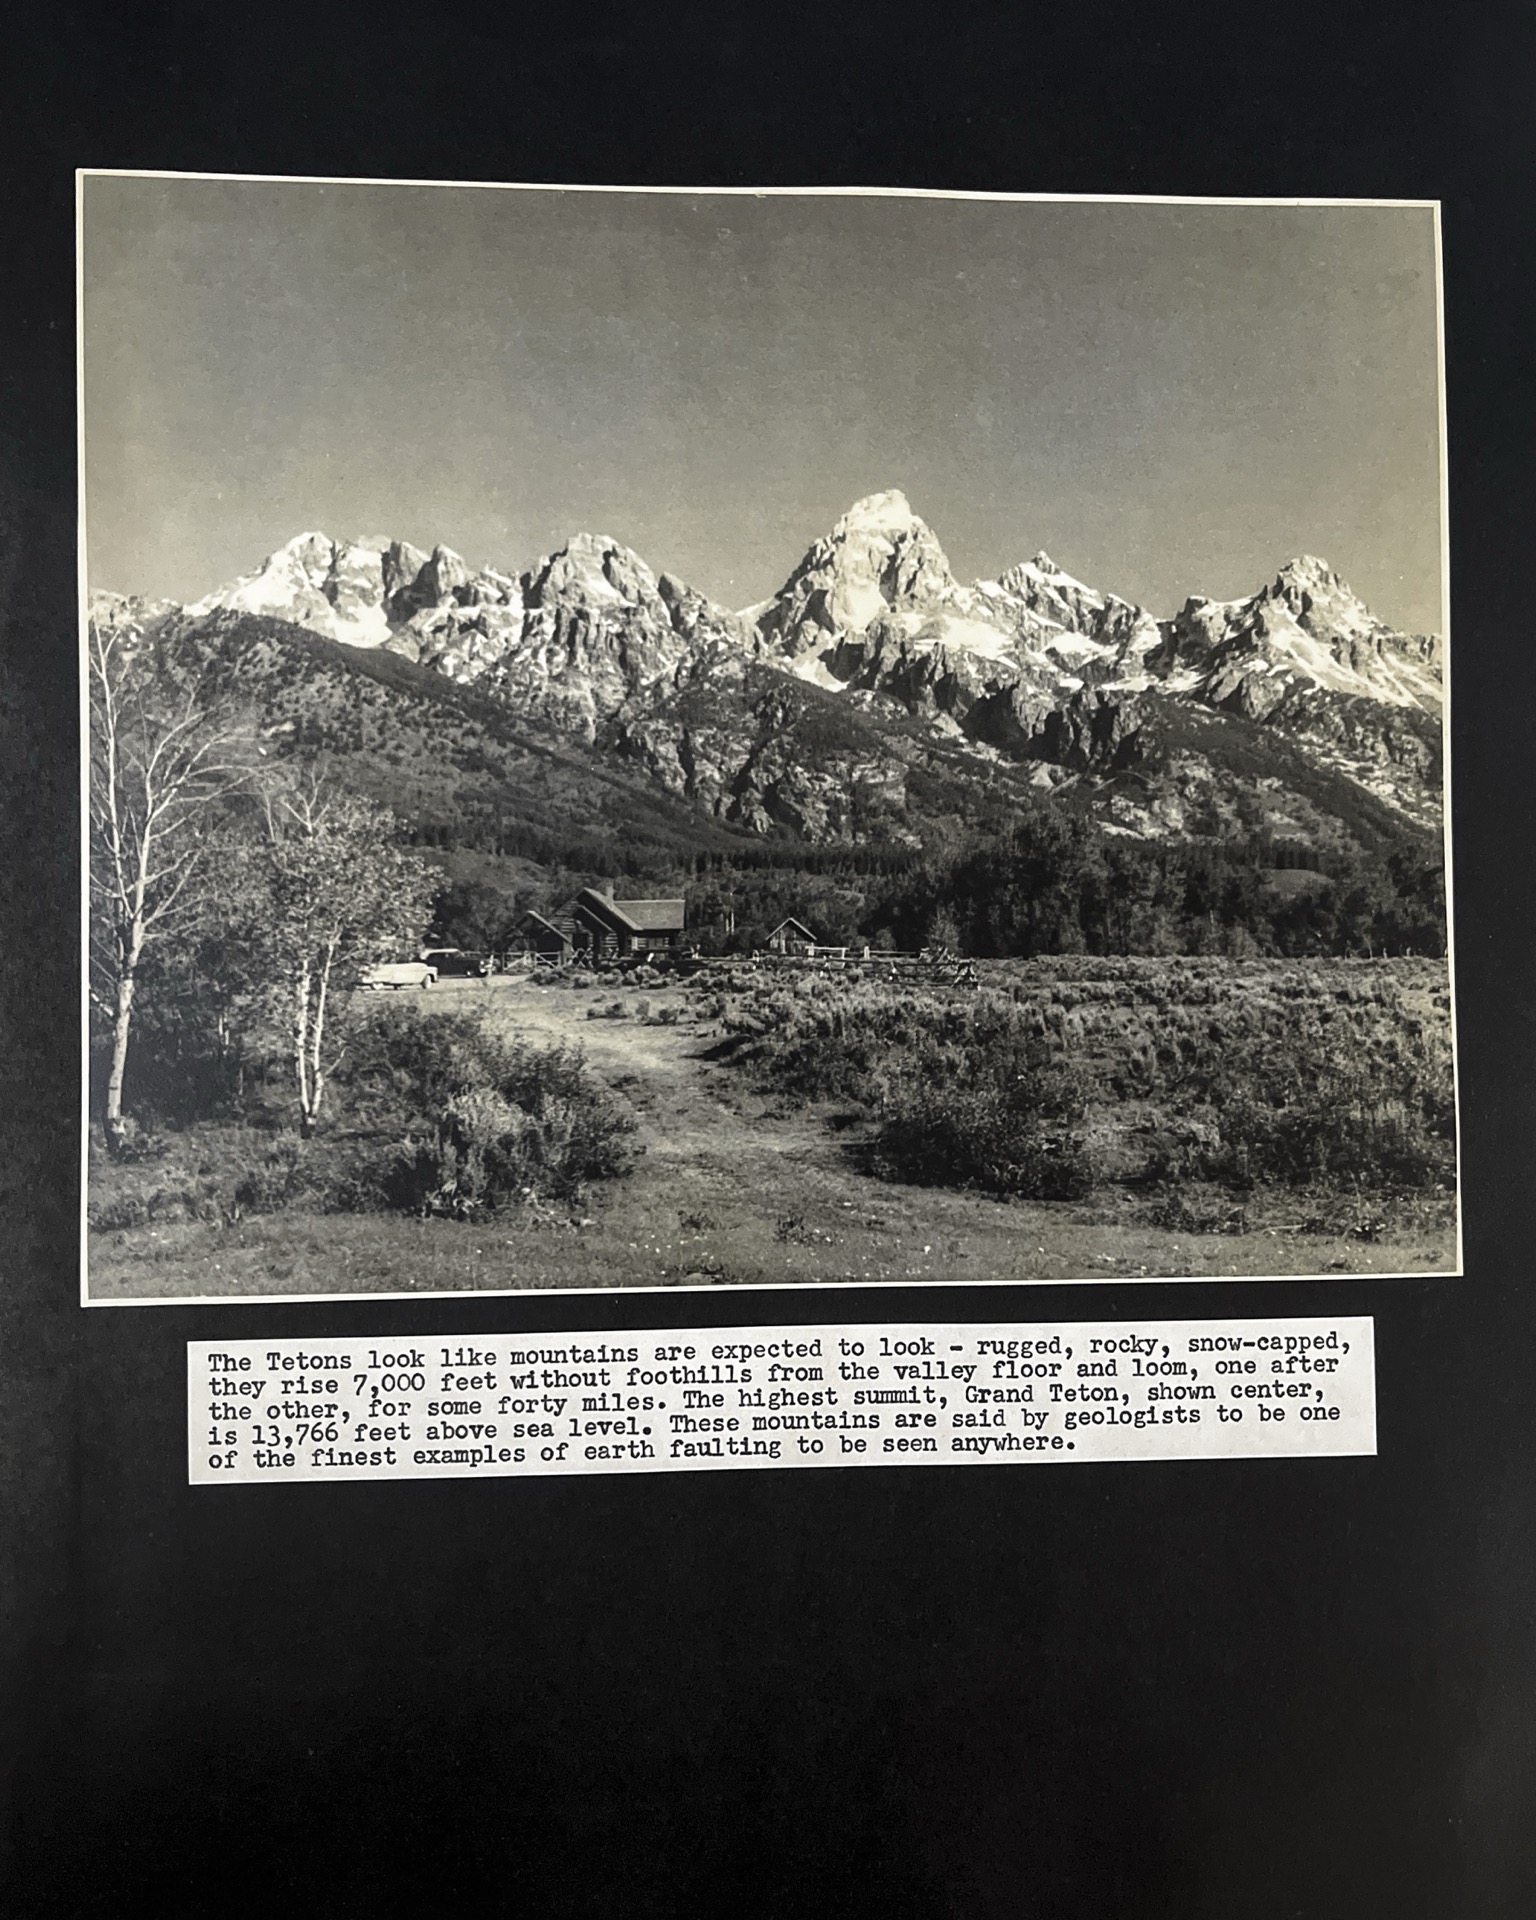 The Tetons look like mountains are expected to look - rugged, rocky, snow-capped,
they rise 7,000 feet without foothills from the valley floor and loom, one after
the other, for some forty miles. The highest summit, Grand Teton, shown center,
is 13,766 feet above sea level. These mountains are said by geologists to be one
of the finest examples of earth faulting to be seen anywhere.